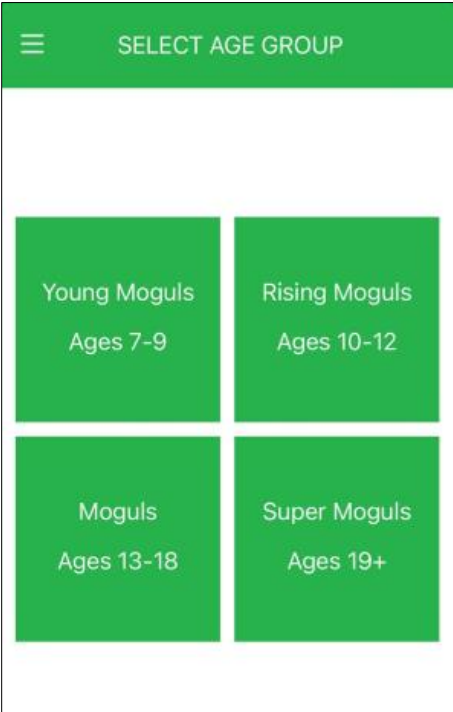 SELECT AGE GROUP
Young Moguls
Ages 7-9
Rising Moguls
Ages 10-12
Moguls
Ages 13-18
Super Moguls
Ages 19+